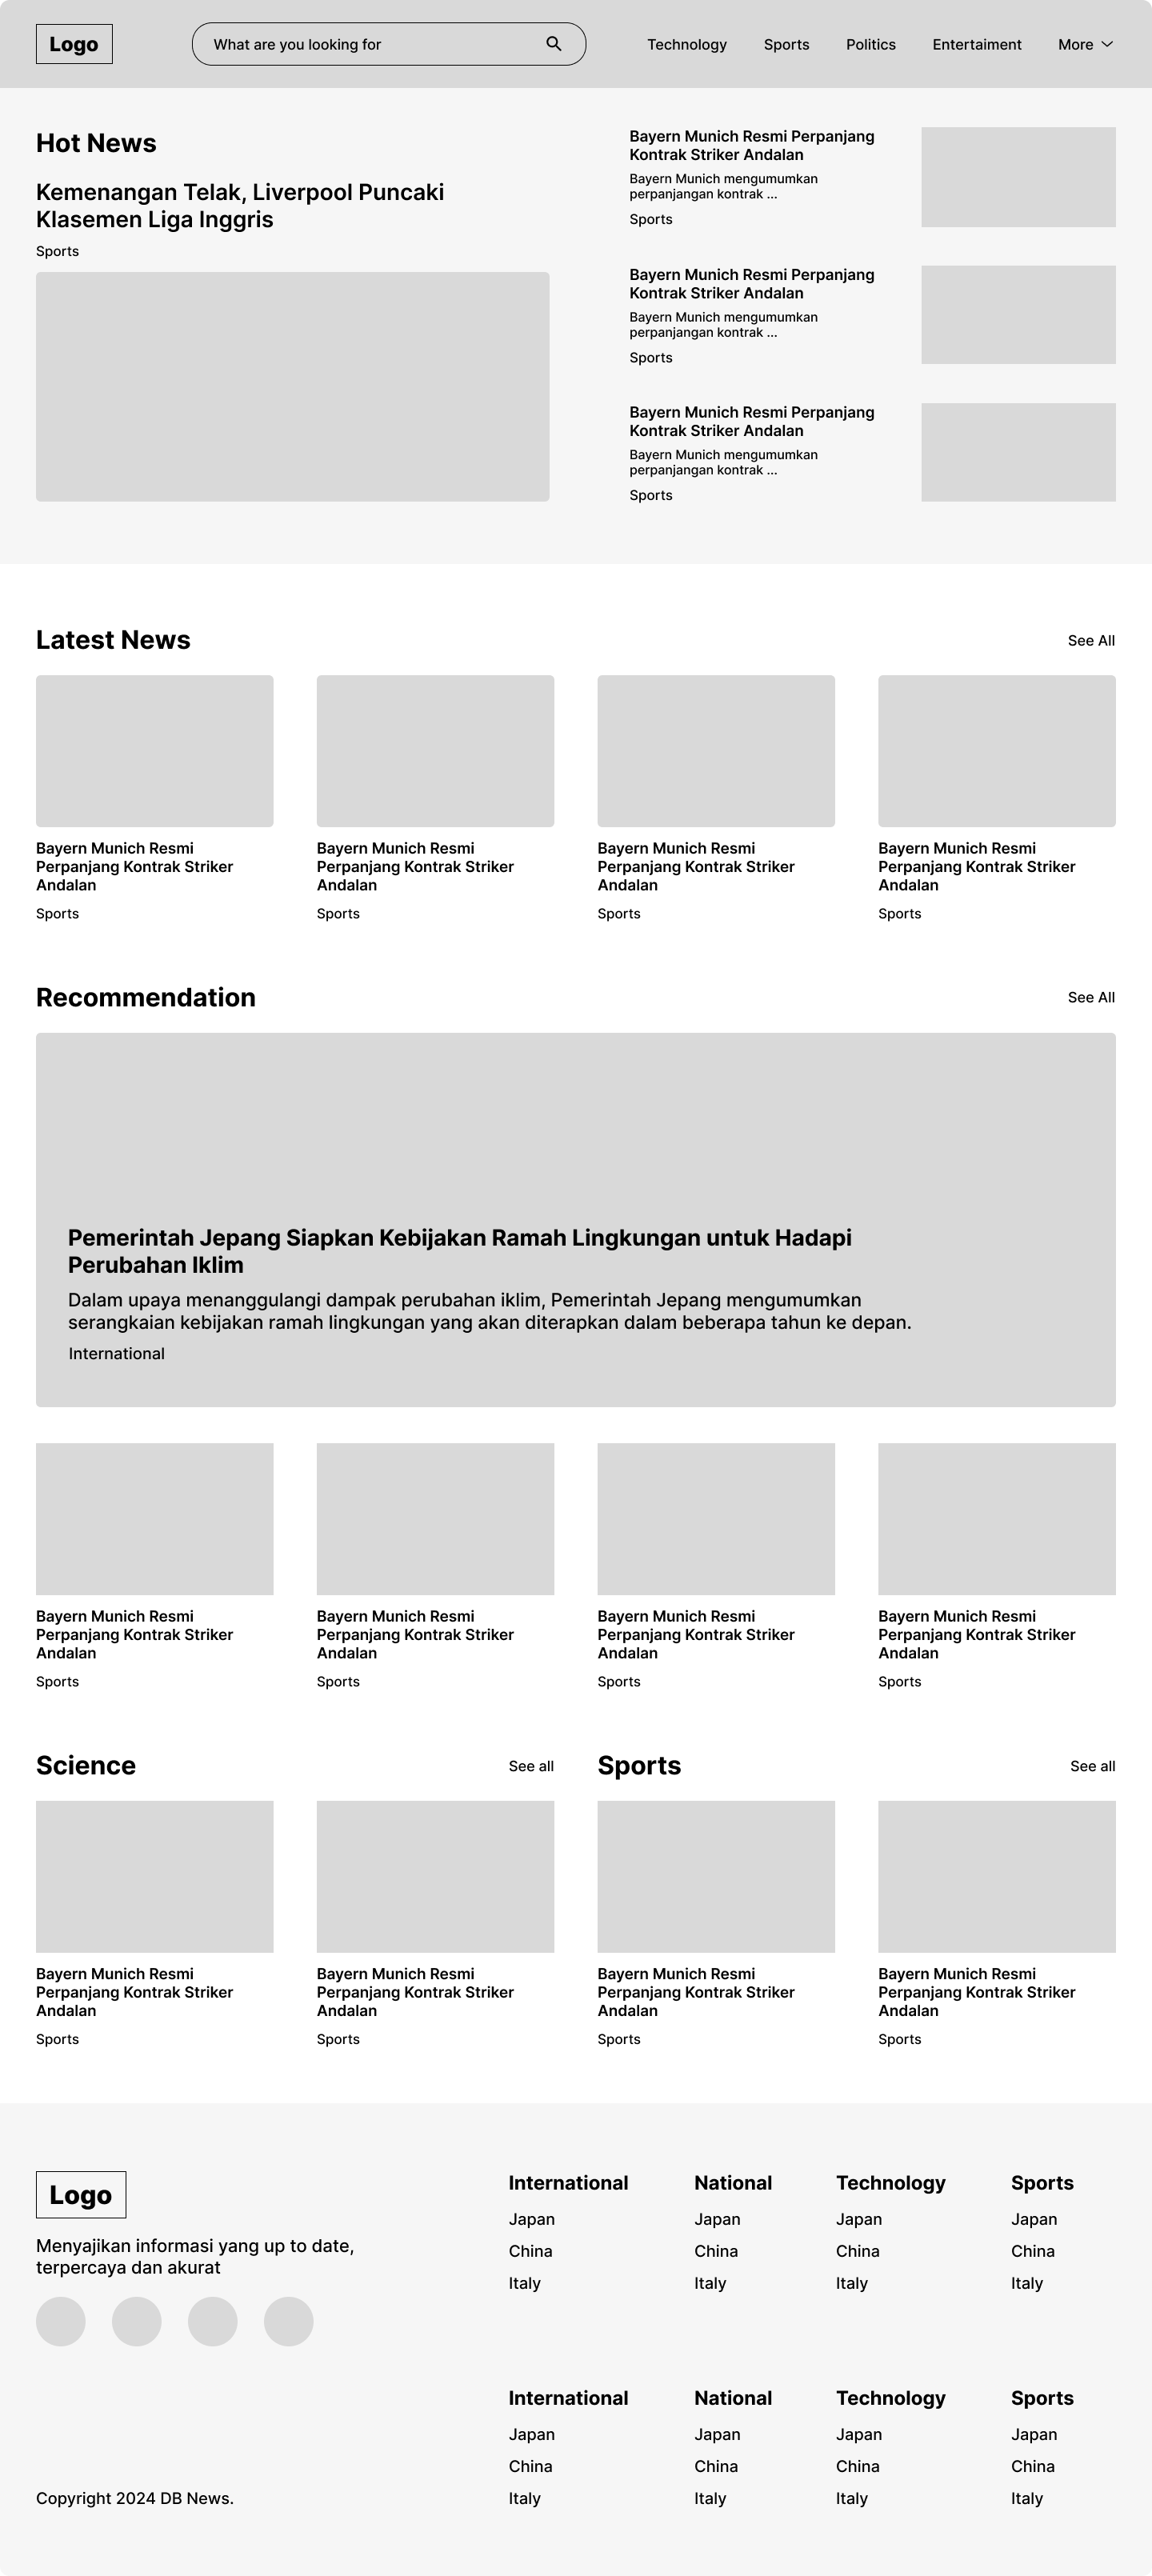 Logo
What are you looking for
Technology
Sports
Politics
Entertaiment
More
Hot News
Kemenangan Telak, Liverpool Puncaki
Klasemen Liga Inggris
Sports
Bayern Munich Resmi Perpanjang
Kontrak Striker Andalan
Bayern Munich mengumumkan
perpanjangan kontrak ...
Sports
Bayern Munich Resmi Perpanjang
Kontrak Striker Andalan
Bayern Munich mengumumkan
perpanjangan kontrak ...
Sports
Bayern Munich Resmi Perpanjang
Kontrak Striker Andalan
Bayern Munich mengumumkan
perpanjangan kontrak ...
Sports
Latest News
See All
Bayern Munich Resmi
Perpanjang Kontrak Striker
Andalan
Sports
Bayern Munich Resmi
Perpanjang Kontrak Striker
Andalan
Sports
Bayern Munich Resmi
Perpanjang Kontrak Striker
Andalan
Sports
Bayern Munich Resmi
Perpanjang Kontrak Striker
Andalan
Sports
Recommendation
See All
Pemerintah Jepang Siapkan Kebijakan Ramah Lingkungan untuk Hadapi
Perubahan Iklim
Dalam upaya menanggulangi dampak perubahan iklim, Pemerintah Jepang mengumumkan
serangkaian kebijakan ramah lingkungan yang akan diterapkan dalam beberapa tahun ke depan.
International
Bayern Munich Resmi
Perpanjang Kontrak Striker
Andalan
Sports
Bayern Munich Resmi
Perpanjang Kontrak Striker
Andalan
Sports
Bayern Munich Resmi
Perpanjang Kontrak Striker
Andalan
Sports
Bayern Munich Resmi
Perpanjang Kontrak Striker
Andalan
Sports
Science
See all
Bayern Munich Resmi
Perpanjang Kontrak Striker
Andalan
Sports
Bayern Munich Resmi
Perpanjang Kontrak Striker
Andalan
Sports
Sports
See all
Bayern Munich Resmi
Perpanjang Kontrak Striker
Andalan
Sports
Bayern Munich Resmi
Perpanjang Kontrak Striker
Andalan
Sports
Logo
Menyajikan informasi yang up to date,
terpercaya dan akurat
International
Japan
China
Italy
National
Japan
China
Italy
Technology
Japan
China
Italy
Sports
Japan
China
Italy
International
Japan
China
Italy
National
Japan
China
Italy
Technology
Japan
China
Italy
Sports
Japan
China
Italy
Copyright 2024 DB News.